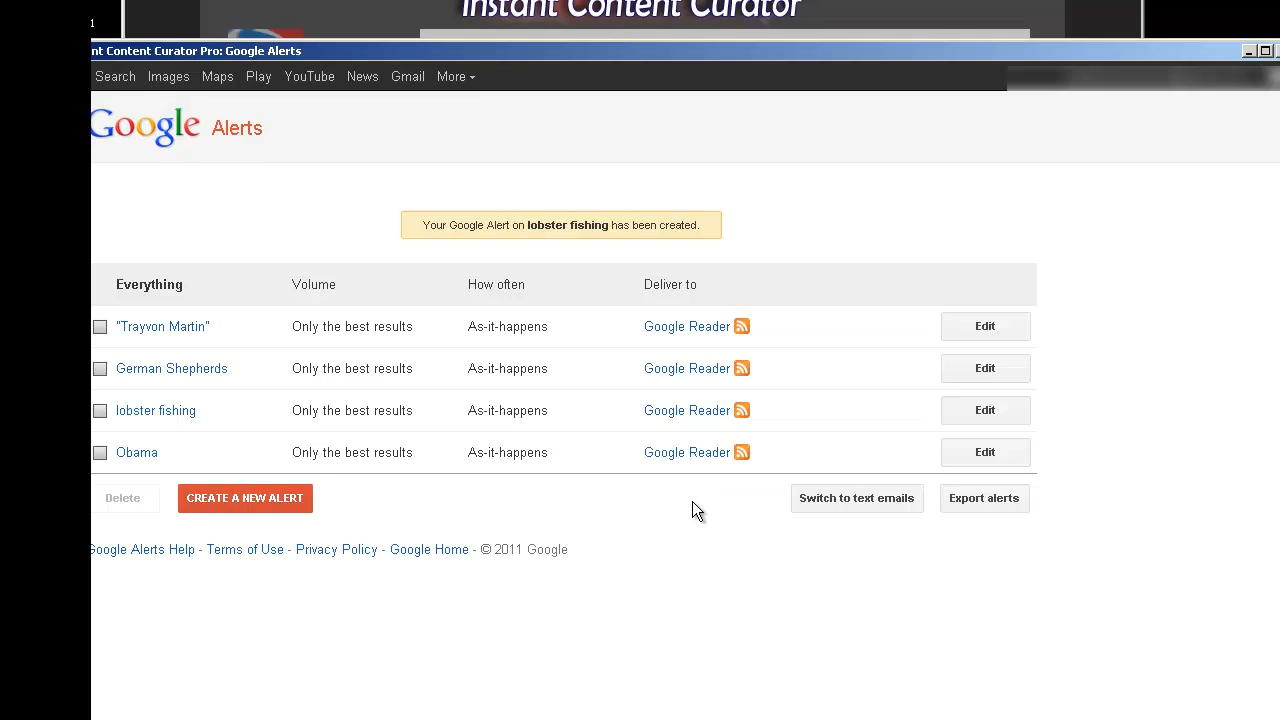 Instant Content Curator
1
nt Content Curator Pro: Google Alerts
Search Images Maps Play YouTube News Gmail More
Google Alerts
Your Google Alert on lobster fishing has been created.
Everything Volume How often Deliver to
"Trayvon Martin" Only the best results As-it-happens Google Reader Edit
German Shepherds Only the best results As-it-happens Google Reader Edit
lobster fishing Only the best results As-it-happens Google Reader Edit
Obama Only the best results As-it-happens Google Reader Edit
Delete CREATE A NEW ALERT Switch to text emails Export alerts
Google Alerts Help - Terms of Use - Privacy Policy - Google Home - © 2011 Google